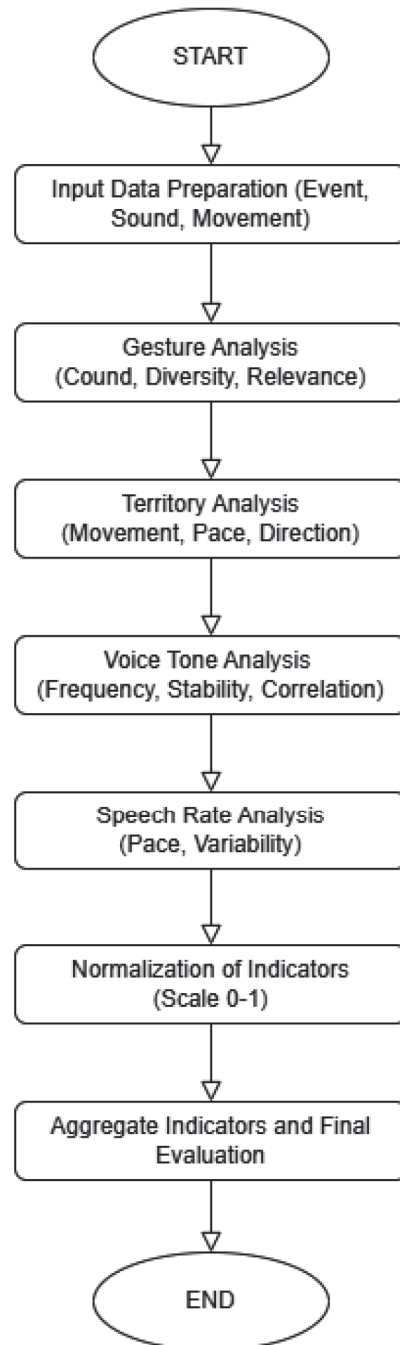 START
Input Data Preparation (Event,
Sound, Movement)
Gesture Analysis
(Cound, Diversity, Relevance)
Territory Analysis
(Movement, Pace, Direction)
Voice Tone Analysis
(Frequency, Stability, Correlation)
Speech Rate Analysis
(Pace, Variability)
Normalization of Indicators
(Scale 0-1)
Aggregate Indicators and Final
Evaluation
END